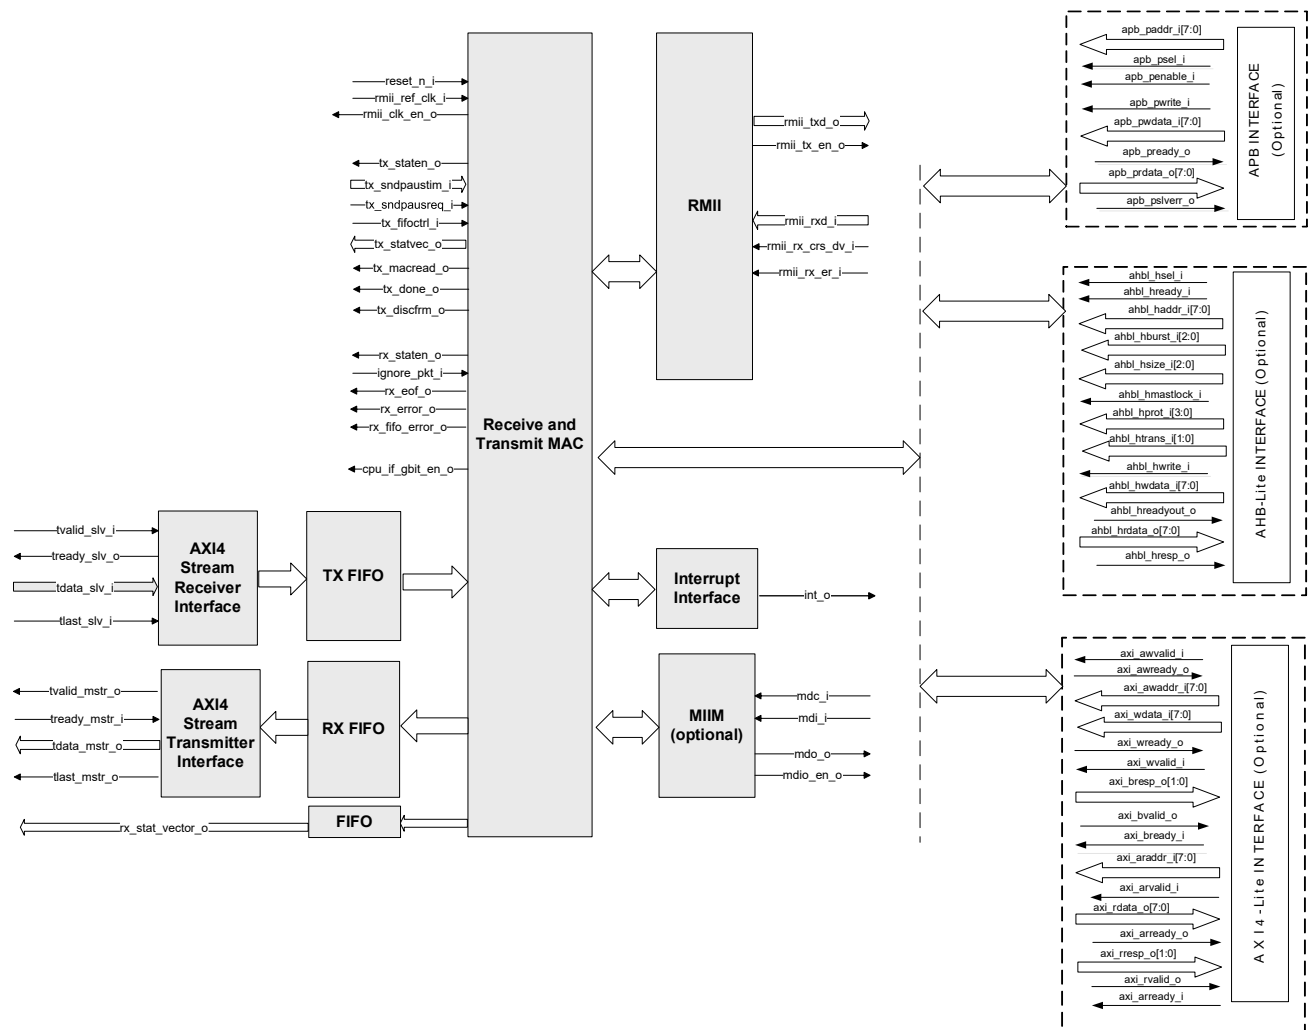 reset_n_i
rmii_ref_clk_i
rmii_clk_en_o
tx_staten_o
tx_sndpaustim_i
tx_sndpausreq_i
tx_fifoctrl_i
tx_statvec_o
tx_macread_o
tx_done_o
tx_discfrm_o
rx_staten_o
ignore_pkt_i
rx_eof_o
rx_error_o
rx_fifo_error_o
cpu_if_gbit_en_o
tvalid_slv_i
tready_slv_o
tdata_slv_i
tlast_slv_i
AXI4
Stream
Receiver
Interface
TX FIFO
tvalid_mstr_o
tready_mstr_i
tdata_mstr_o
tlast_mstr_o
AXI4
Stream
Transmitter
Interface
RX FIFO
rx_stat_vector_o
FIFO
Receive and
Transmit MAC
RMII
rmii_txd_o
rmii_tx_en_o
rmii_rxd_i
rmii_rx_crs_dv_i
rmii_rx_er_i
Interrupt
Interface
int_o
MIIM
(optional)
mdc_i
mdi_i
mdo_o
mdio_en_o
apb_paddr_i[7:0]
apb_psel_i
apb_penable_i
apb_pwrite_i
apb_pwdata_i[7:0]
apb_pready_o
apb_prdata_o[7:0]
apb_pslverr_o
APB INTERFACE
(Optional)
ahbl_hsel_i
ahbl_hready_i
ahbl_haddr_i[7:0]
ahbl_hburst_i[2:0]
ahbl_hsize_i[2:0]
ahbl_hmastlock_i
ahbl_hprot_i[3:0]
ahbl_htrans_i[1:0]
ahbl_hwrite_i
ahbl_hwdata_i[7:0]
ahbl_hreadyout_o
ahbl_hrdata_o[7:0]
ahbl_hresp_o
AHB-Lite INTERFACE (Optional)
axi_awvalid_i
axi_awready_o
axi_awaddr_i[7:0]
axi_wdata_i[7:0]
axi_wready_o
axi_wvalid_i
axi_bresp_o[1:0]
axi_bvalid_o
axi_bready_i
axi_araddr_i[7:0]
axi_arvalid_i
axi_rdata_o[7:0]
axi_arready_o
axi_rresp_o[1:0]
axi_rvalid_o
axi_arready_i
AXI4-Lite INTERFACE (Optional)